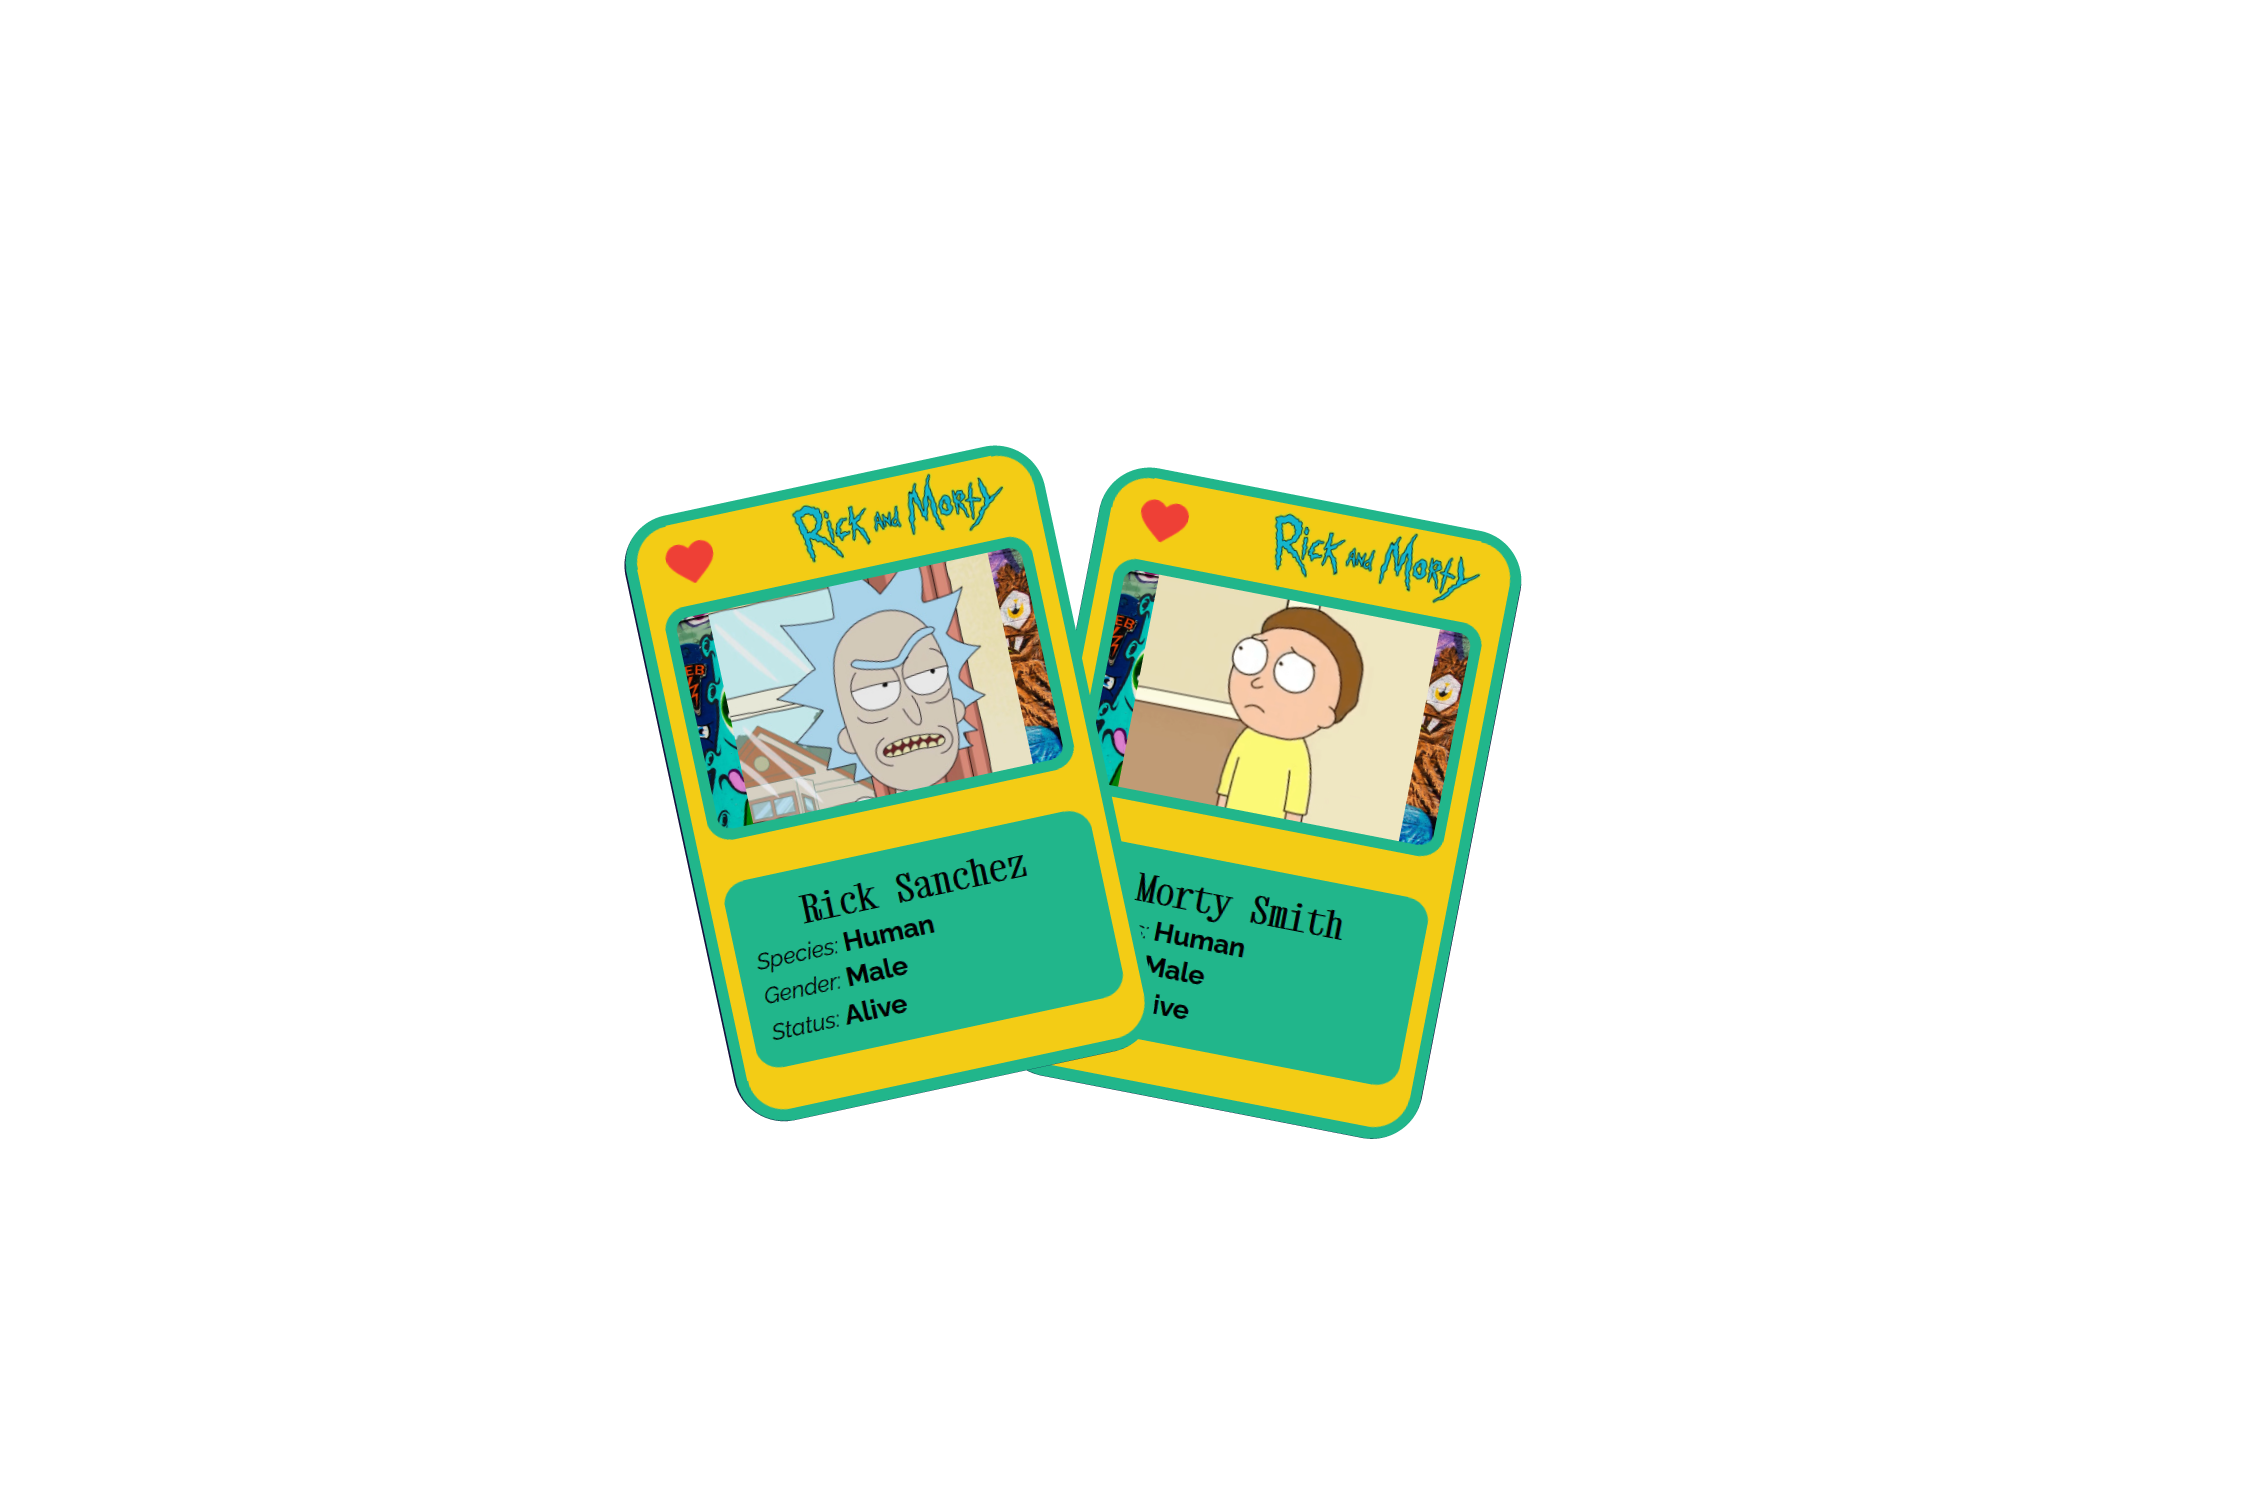 Rick and Morty
Rick Sanchez
Species: Human
Gender: Male
Status: Alive
Rick and Morty
Morty Smith
: Human
Male
ive